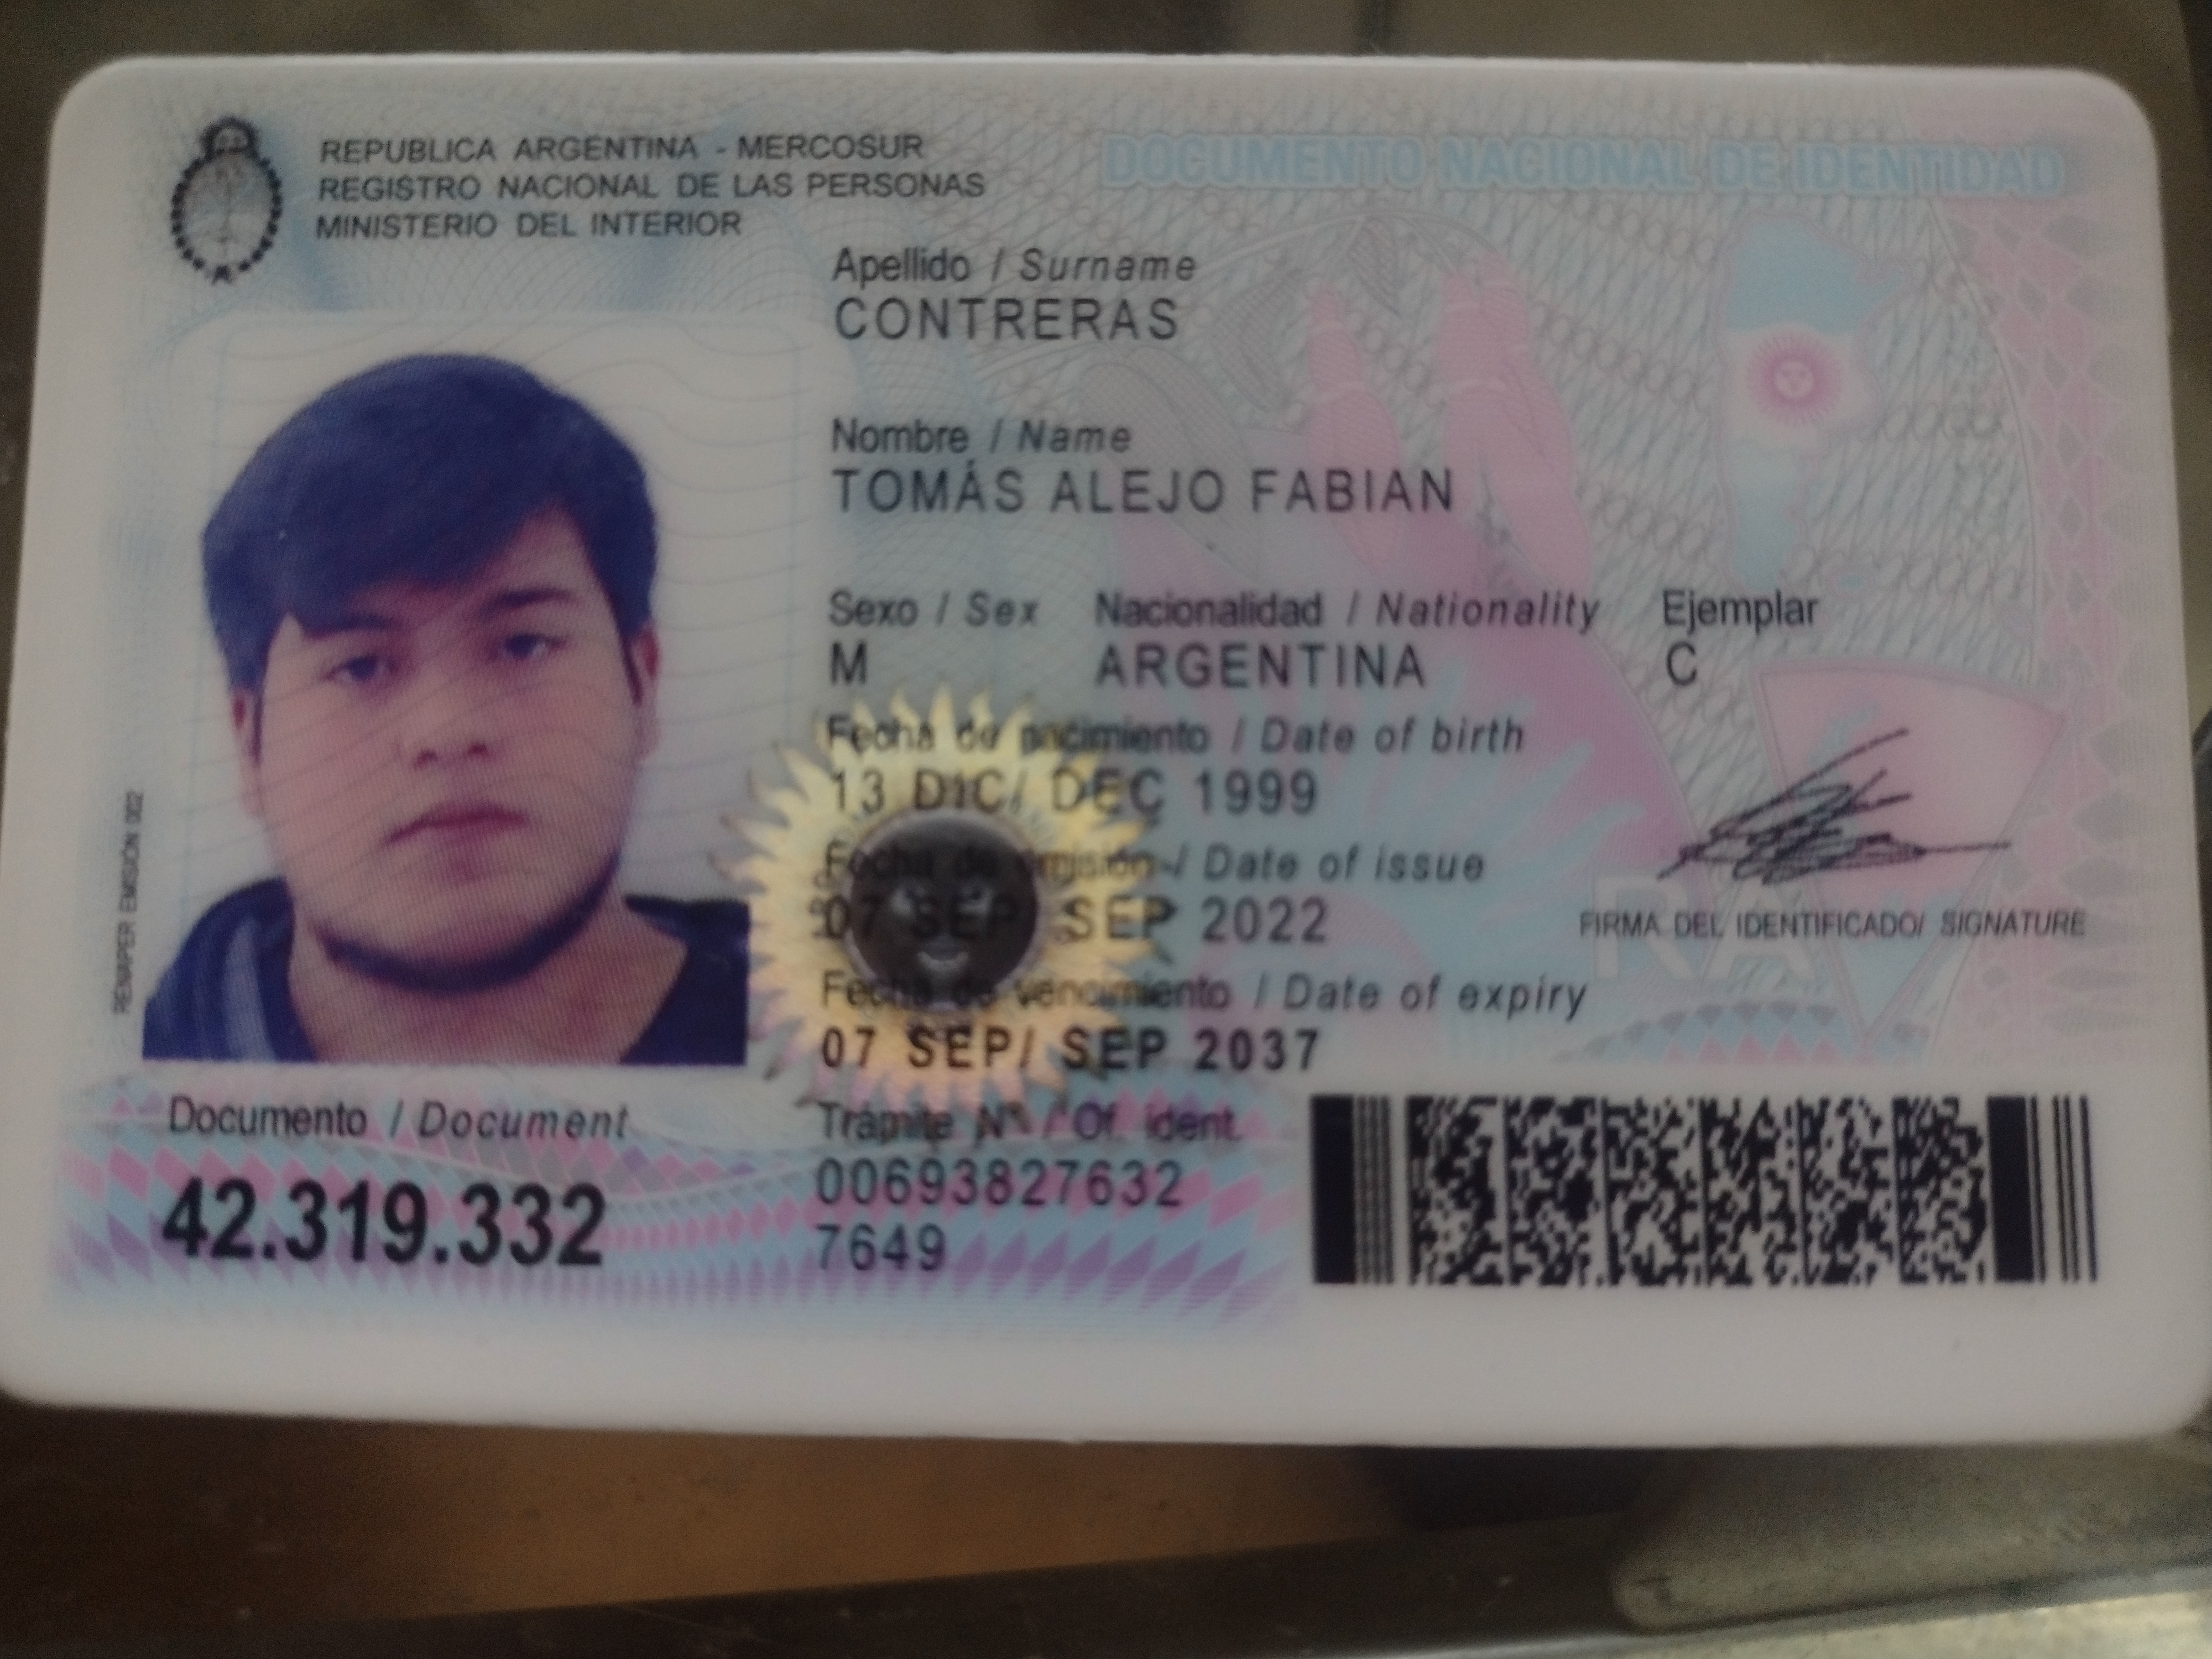 REPUBLICA ARGENTINA - MERCOSUR
REGISTRO NACIONAL DE LAS PERSONAS
MINISTERIO DEL INTERIOR
DOCUMENTO NACIONAL DE IDENTIDAD
Apellido / Surname
CONTRERAS
Nombre / Name
TOMÁS ALEJO FABIAN
Sexo / Sex Nacionalidad / Nationality Ejemplar
M ARGENTINA C
Fecha de nacimiento / Date of birth
13 DIC/ DEC 1999
Fecha de emisión / Date of issue
07 SEP/ SEP 2022
Fecha de vencimiento / Date of expiry
07 SEP/ SEP 2037
RA
FIRMA DEL IDENTIFICADO/ SIGNATURE
RENAPER EMISIÓN 002
Documento / Document
42.319.332
Trámite Nº / Of. ident.
00693827632
7649